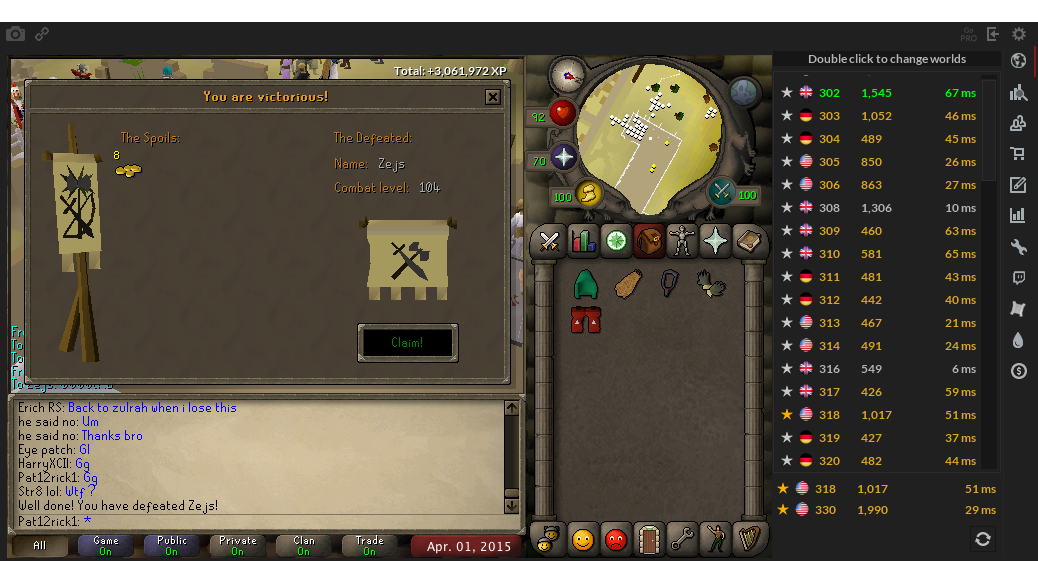 Go
PRO
Total: +3,061,972 XP
You are victorious!
The Spoils:
8
The Defeated:
Name: Zejs
Combat level: 104
Claim!
Fr
To
To
Fr
Erich RS: Back to zulrah when i lose this
he said no: Um
he said no: Thanks bro
Eye patch: Gl
HarryXCII: Gg
Pat12rick1: Gg
Str8 lol: Wtf ?
Well done! You have defeated Zejs!
Pat12rick1: *
All
Game
On
Public
On
Private
On
Clan
On
Trade
On
Apr. 01, 2015
92
70
100
100
Double click to change worlds
302 1,545 67 ms
303 1,052 46 ms
304 489 45 ms
305 850 26 ms
306 863 27 ms
308 1,306 10 ms
309 460 63 ms
310 581 65 ms
311 481 43 ms
312 442 40 ms
313 467 21 ms
314 491 24 ms
316 549 6 ms
317 426 59 ms
318 1,017 51 ms
319 427 37 ms
320 482 44 ms
318 1,017 51 ms
330 1,990 29 ms